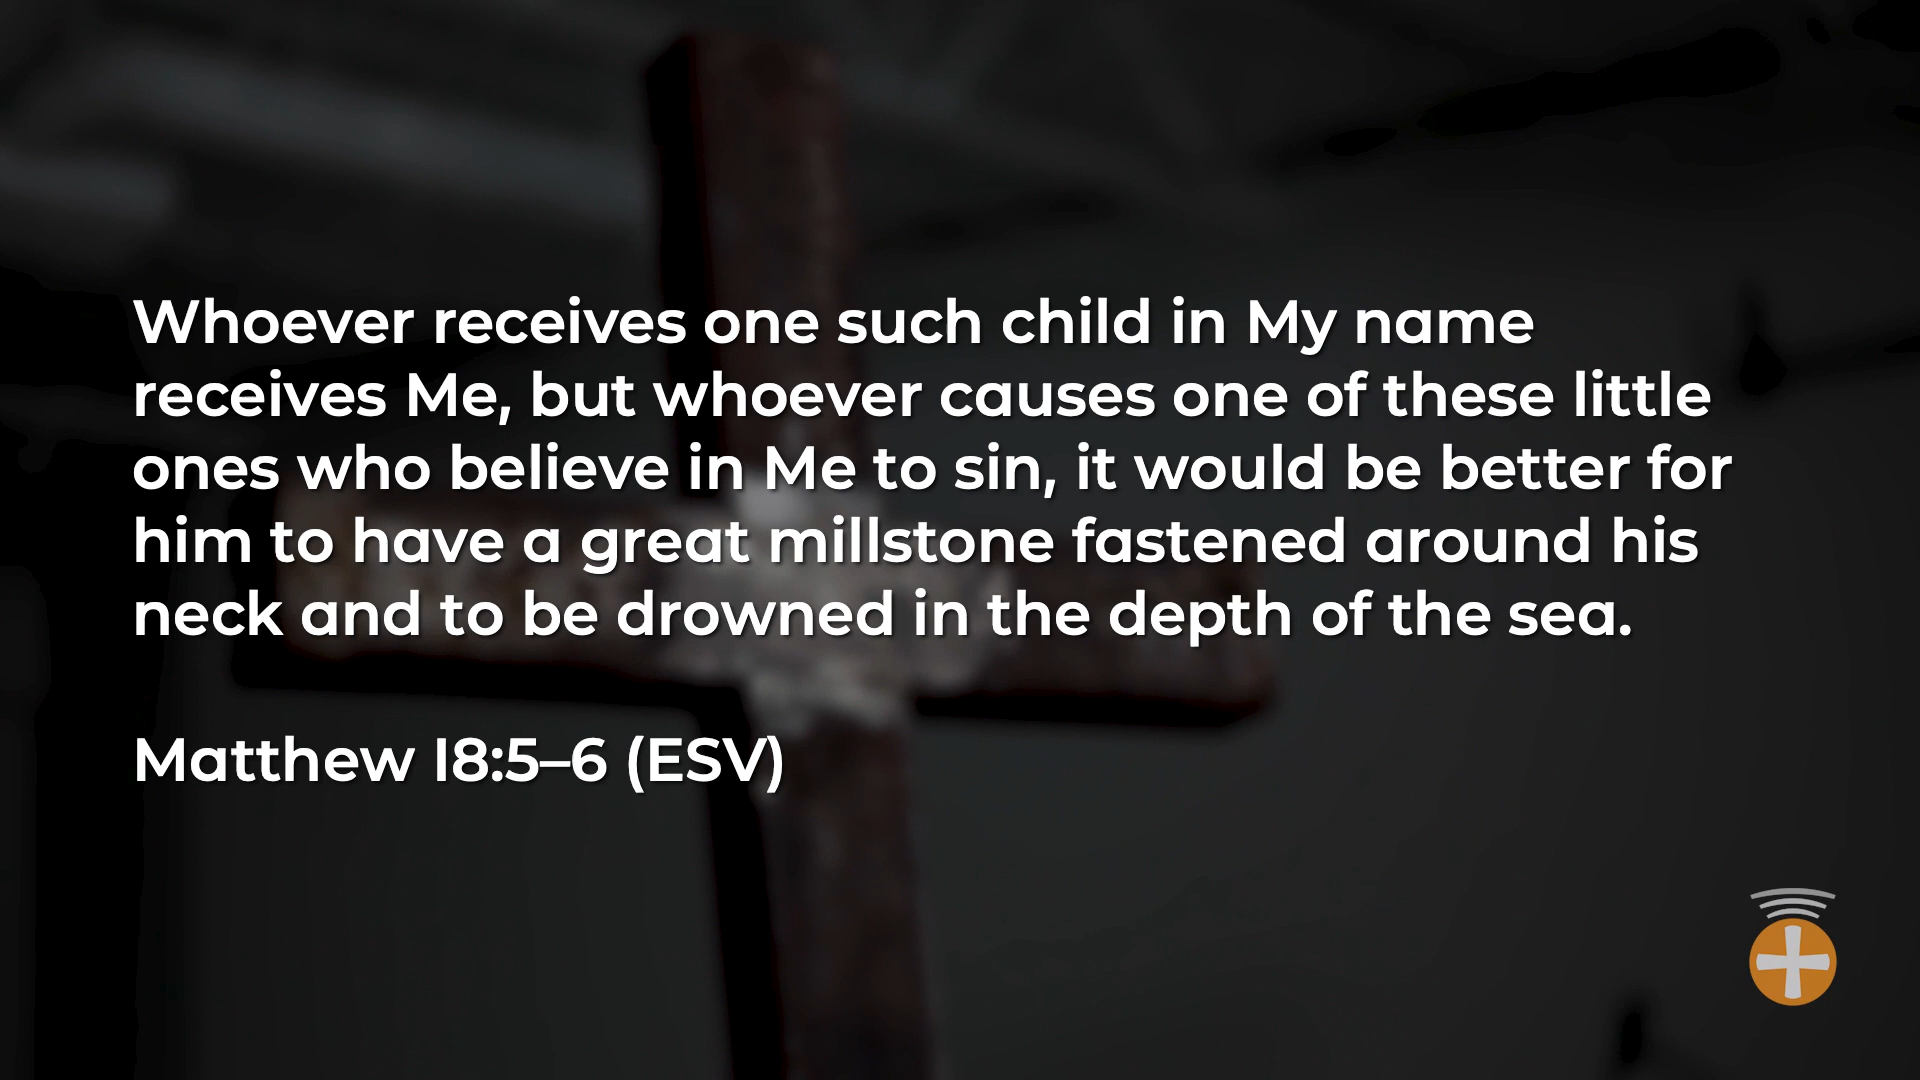 Whoever receives one such child in My name
receives Me, but whoever causes one of these little
ones who believe in Me to sin, it would be better for
him to have a great millstone fastened around his
neck and to be drowned in the depth of the sea.
Matthew I8:5–6 (ESV)